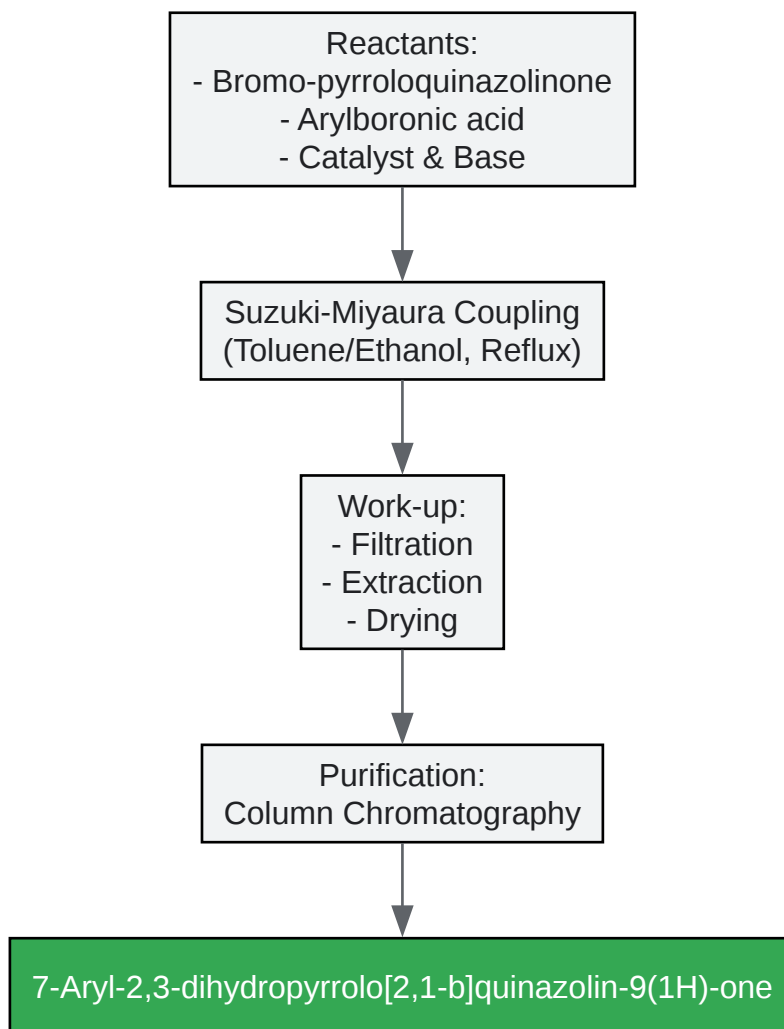 Reactants:
- Bromo-pyrroloquinazolinone
- Arylboronic acid
- Catalyst & Base
Suzuki-Miyaura Coupling
(Toluene/Ethanol, Reflux)
Work-up:
- Filtration
- Extraction
- Drying
Purification:
Column Chromatography
7-Aryl-2,3-dihydropyrrolo[2,1-b]quinazolin-9(1H)-one